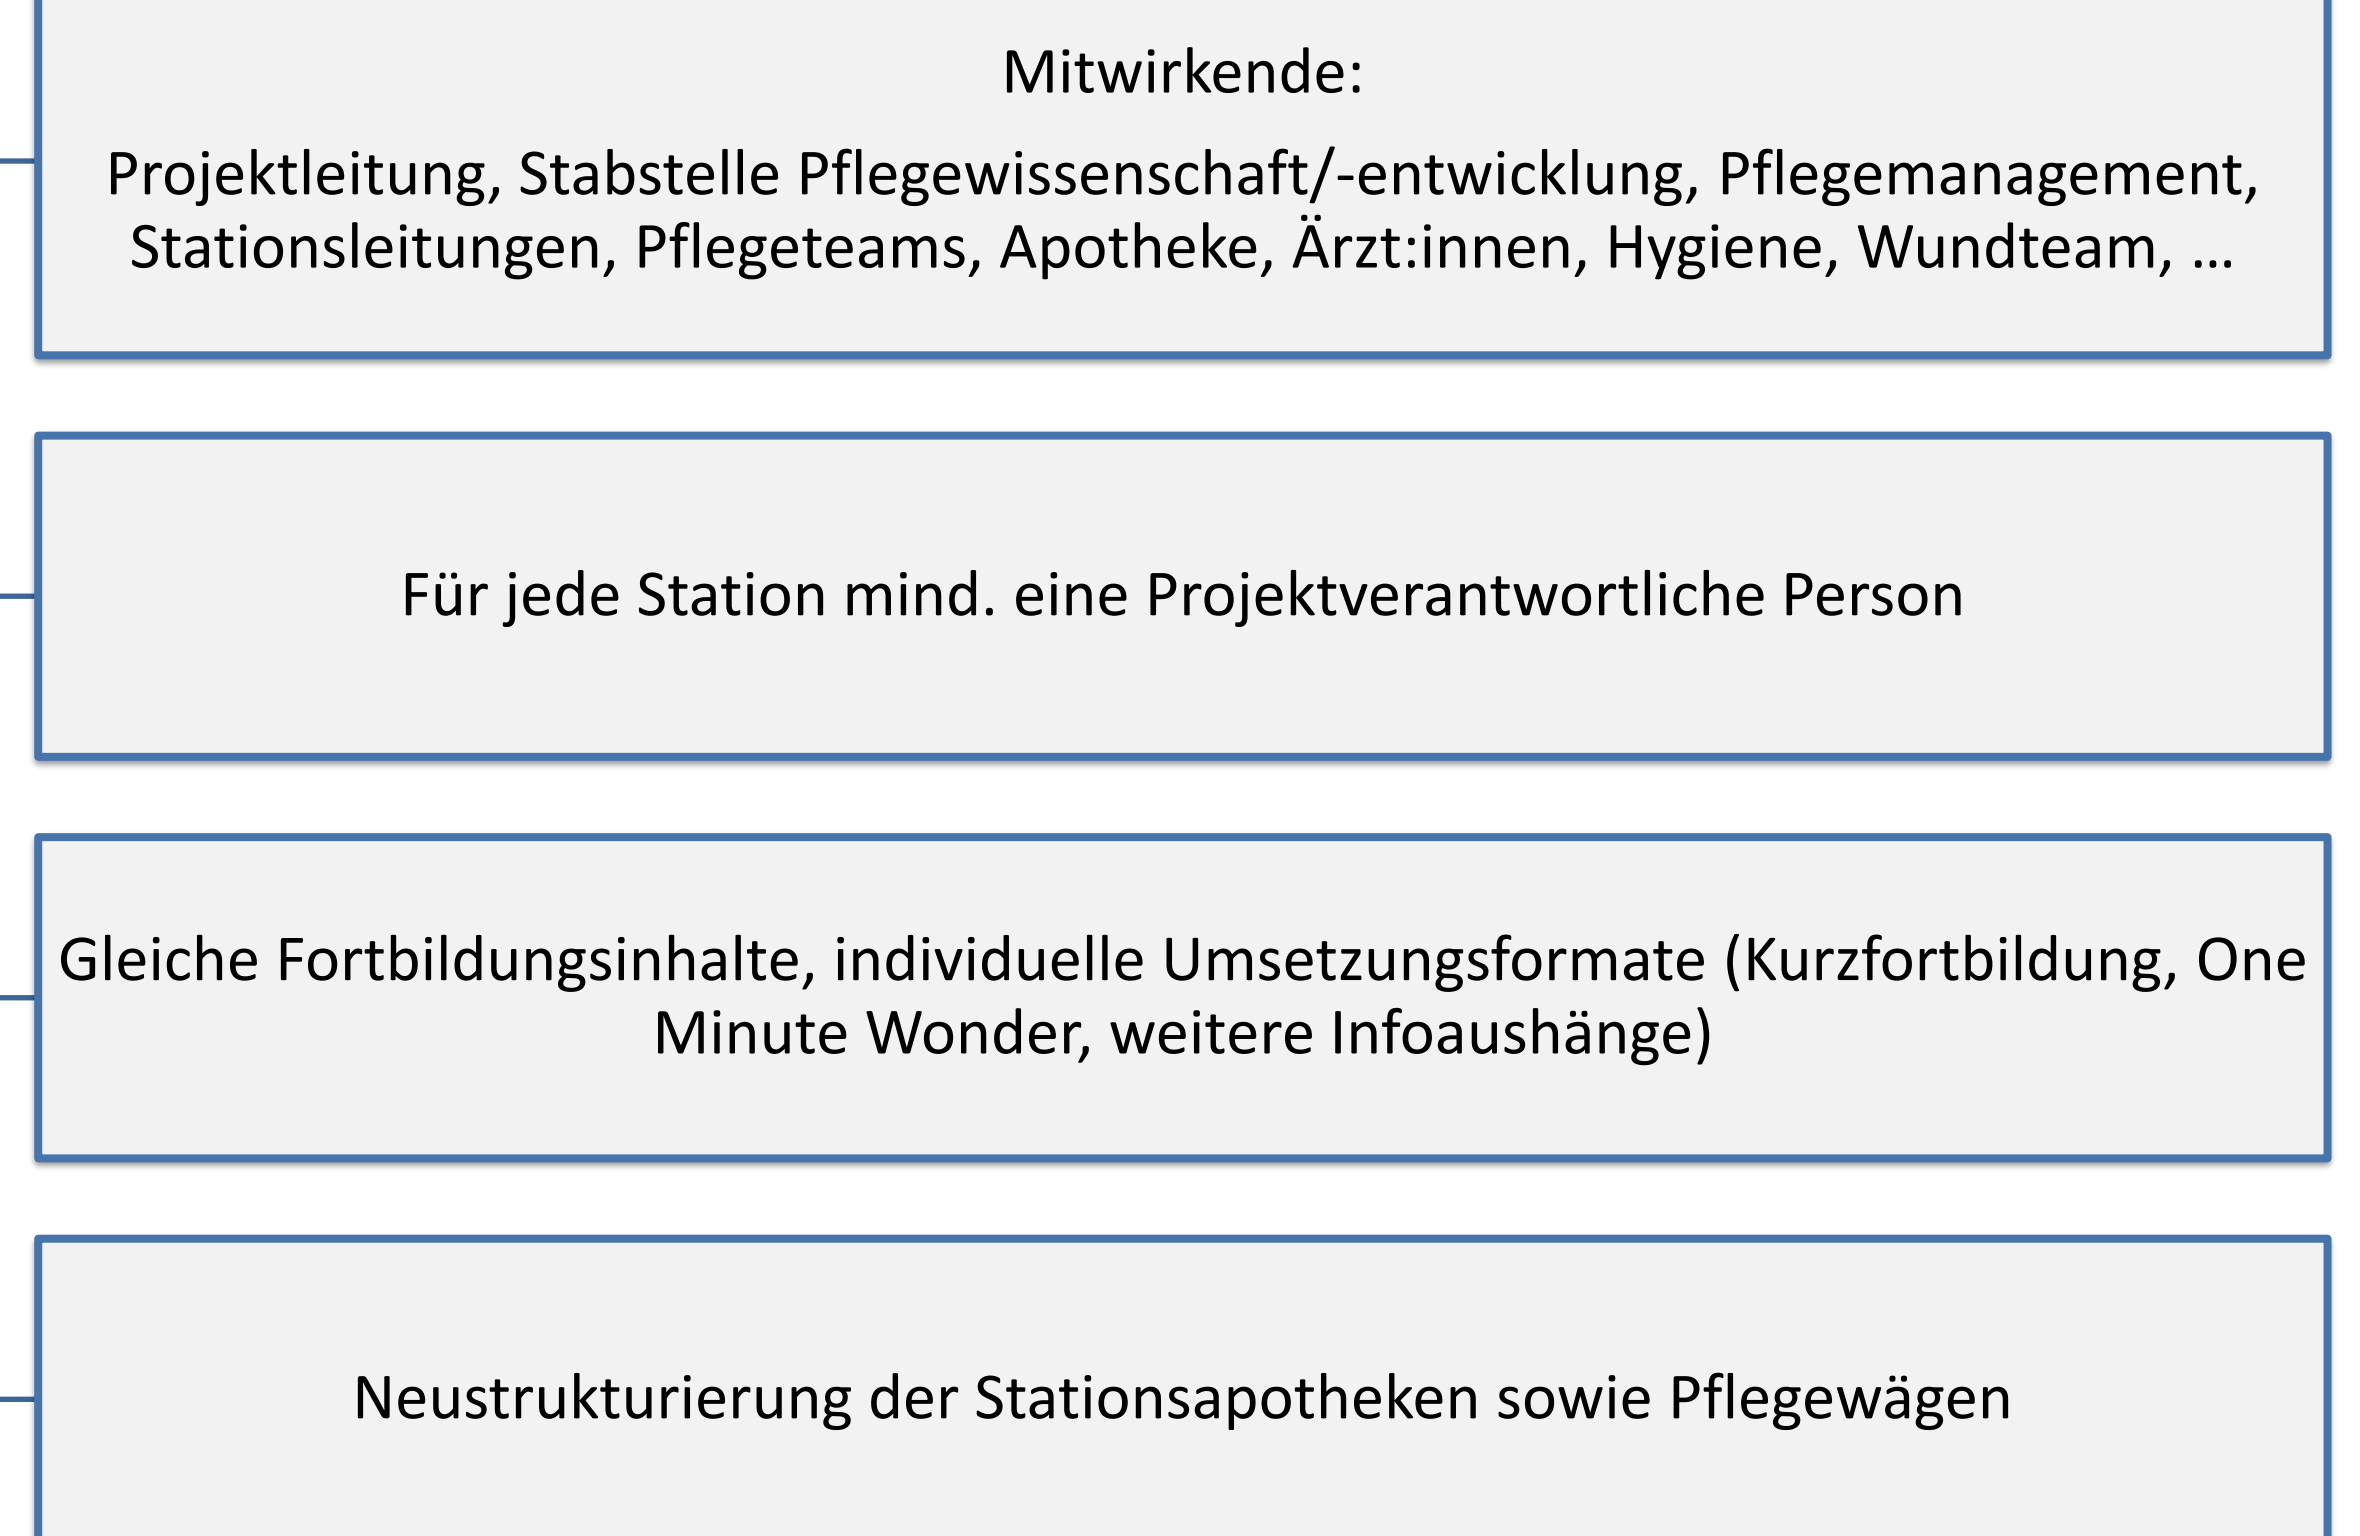 Mitwirkende:
Projektleitung, Stabstelle Pflegewissenschaft/-entwicklung, Pflegemanagement,
Stationsleitungen, Pflegeteams, Apotheke, Ärzt:innen, Hygiene, Wundteam, ...
Für jede Station mind. eine Projektverantwortliche Person
Gleiche Fortbildungsinhalte, individuelle Umsetzungsformate (Kurzfortbildung, One
Minute Wonder, weitere Infoaushänge)
Neustrukturierung der Stationsapotheken sowie Pflegewägen